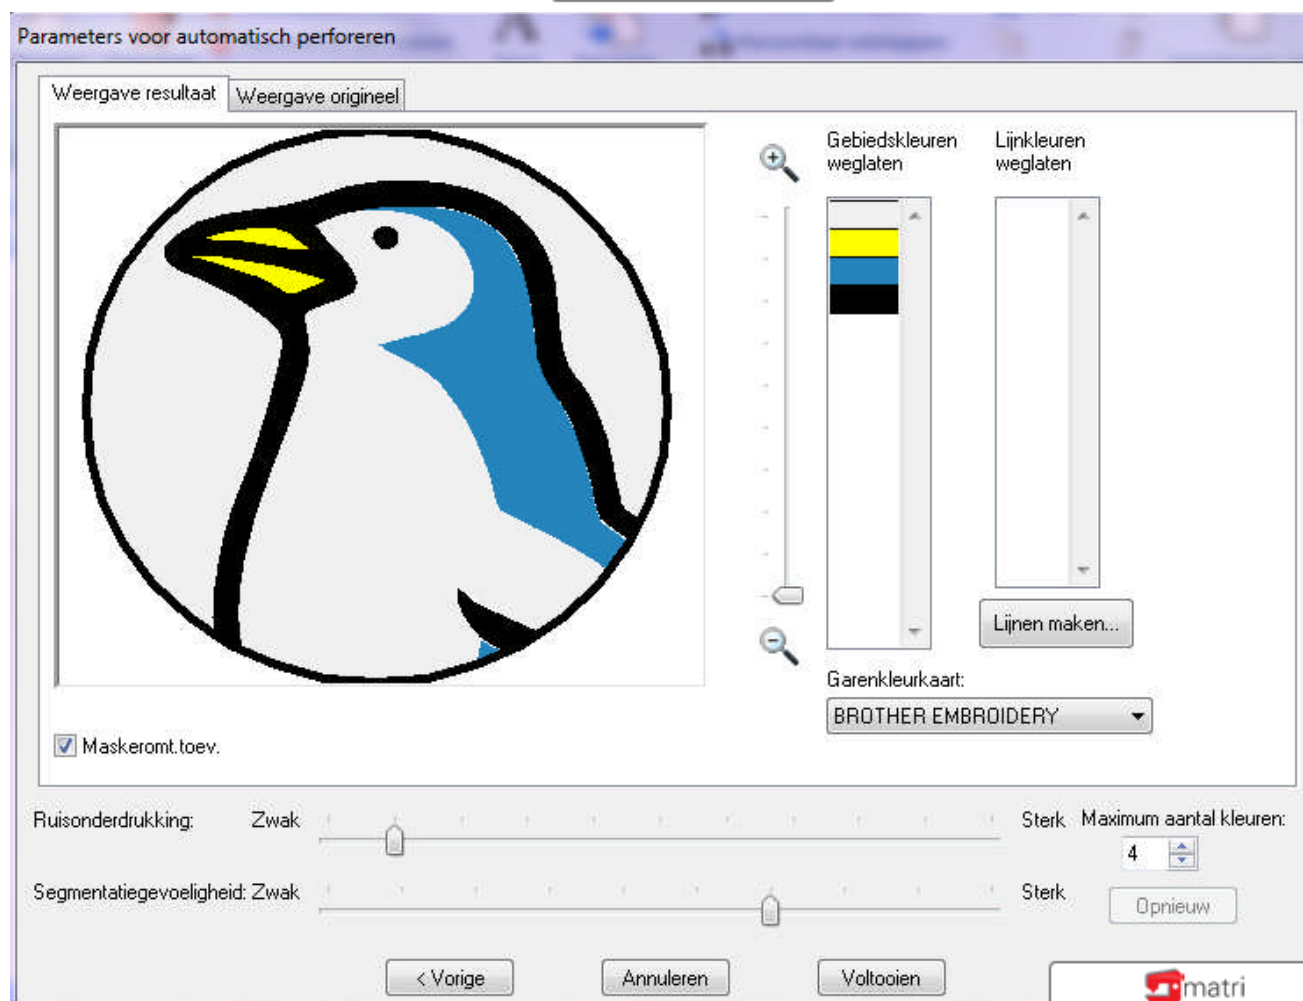 Parameters voor automatisch perforeren
Weergave resultaat
Weergave origineel
Gebiedskleuren
weglaten
Lijnkleuren
weglaten
Lijnen maken...
Garenkleurkaart:
BROTHER EMBROIDERY
Maskeromt.toev.
Ruisonderdrukking: Zwak
Sterk
Maximum aantal kleuren:
4
Segmentatiegevoeligheid: Zwak
Sterk
Opnieuw
< Vorige
Annuleren
Voltooien
matri